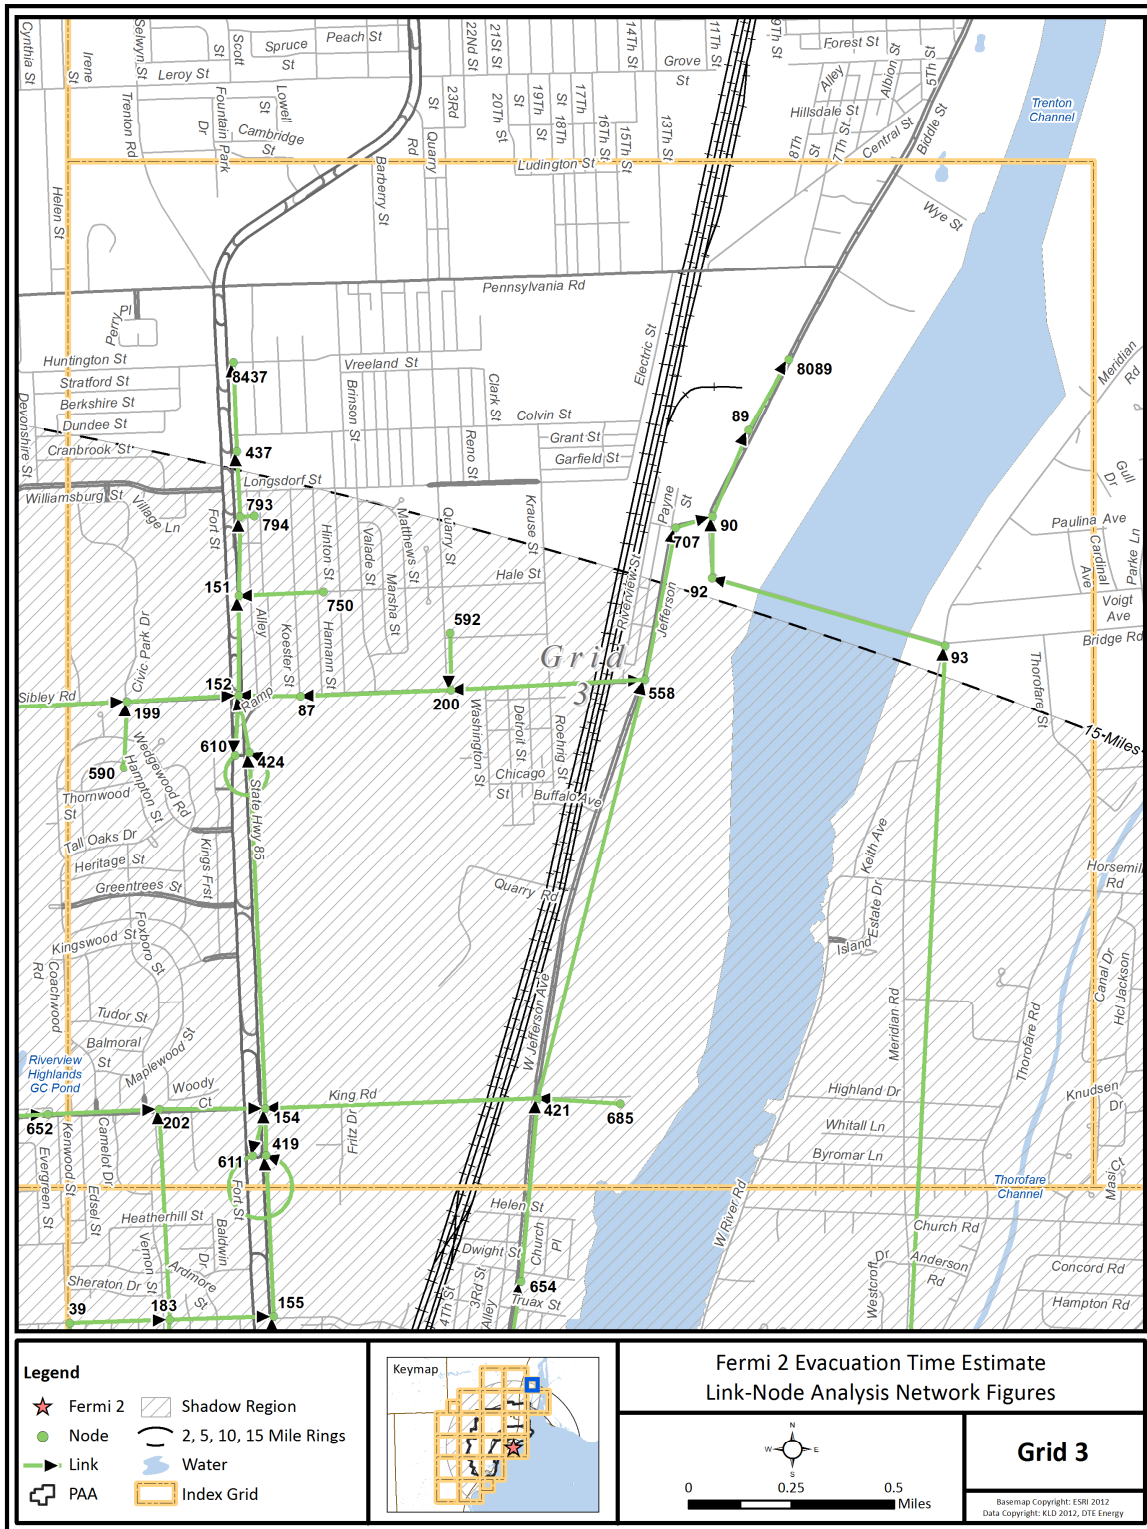 Cynthia St
Irene
St
Selwyn St
Scott
St
Spruce
St
Peach St
Leroy St
22Nd St
21St St
14Th St
11Th St
9Th St
Forest St
Grove
St
Alley
Albion St
5Th St
Trenton
Channel
Trenton Rd
Fountain Park
Dr
Lowell
St
Cambridge
St
23Rd
St
20Th St
19Th St
St
18Th
St
17Th
16Th St
15Th St
13Th St
Hillsdale St
8Th
St
7Th St
Central St
Biddle St
Quarry
Rd
Barberry St
Ludington St
Helen St
Wye St
Pennsylvania Rd
Perry
Pl
Electric St
Huntington St
Stratford St
Berkshire St
Dundee St
Cranbrook St
Devonshire St
8437
Vreeland St
Brinson St
Clark St
Colvin St
Grant St
Garfield St
Reno St
8089
89
Meridian
Rd
Gull
Dr
437
Longsdorf St
Williamsburg St
Village Ln
793
794
Fort St
Hinton St
Valade St
Matthews St
Quarry St
Krause St
Payne
St
707
90
Paulina Ave
Cardinal
Ave
Parke Ln
151
750
Marsha St
Hale St
Riverview St
Jefferson
92
Voigt
Ave
Bridge Rd
Civic Park Dr
Alley
Koester St
Hamann St
592
Grid
3
93
Thorofare St
Sibley Rd
152
Ramp
199
87
200
558
15 Miles
Washington St
Detroit St
Roehrig St
610
424
590
Wedgewood Rd
Hampton St
Thornwood
St
State Hwy 85
Chicago
St
Buffalo Ave
Tall Oaks Dr
Heritage St
Greentrees St
Kings Frst
Keith Ave
Horsemill
Rd
Quarry Rd
Estate Dr
Island
Kingswood St
Foxboro St
Coachwood
Rd
Canal Dr
Hcl Jackson
Tudor St
Balmoral
St
Maplewood St
W Jefferson Ave
Meridian Rd
Thorofare Rd
Riverview
Highlands
GC Pond
Woody
Ct
King Rd
Highland Dr
Knudsen
Dr
652
202
154
421
685
Whitall Ln
Kenwood St
Camelot Dr
Evergreen St
Edsel St
611
419
Fritz Dr
Byromar Ln
Masi Ct
Thorofare
Channel
Fort St
Heatherhill St
Baldwin
Dr
Vernon St
Ardmore
St
Sheraton Dr
Helen St
Church
Pl
Dwight St
W River Rd
Church Rd
Westcroft Dr
Anderson
Rd
Concord Rd
Hampton Rd
39
183
155
4Th St
3Rd St
Alley
654
Truax St
Legend
Fermi 2
Shadow Region
Node
2, 5, 10, 15 Mile Rings
Link
Water
PAA
Index Grid
Keymap
Fermi 2 Evacuation Time Estimate
Link-Node Analysis Network Figures
N
W E
S
0 0.25 0.5
Miles
Grid 3
Basemap Copyright: ESRI 2012
Data Copyright: KLD 2012, DTE Energy